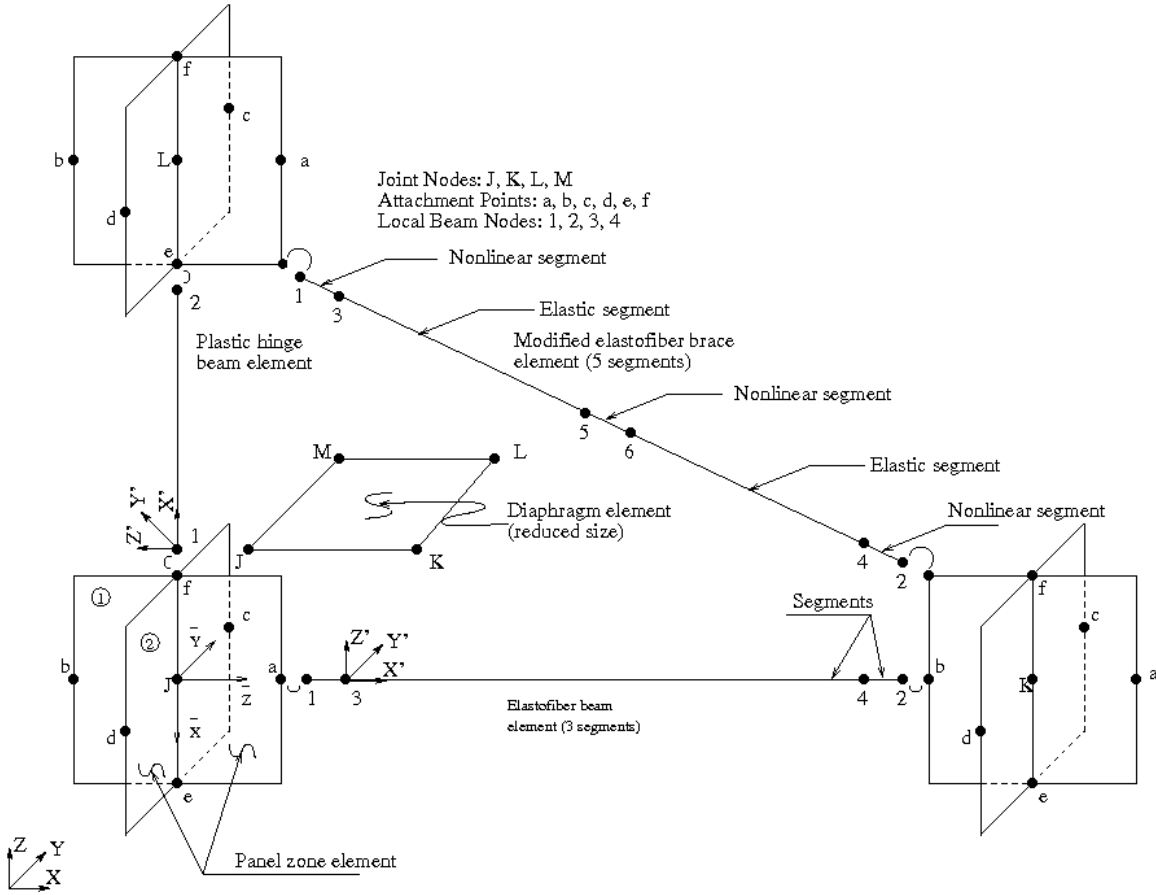 f
c
b
L
a
d
e
Joint Nodes: J, K, L, M
Attachment Points: a, b, c, d, e, f
Local Beam Nodes: 1, 2, 3, 4
Nonlinear segment
1
2
3
Elastic segment
Plastic hinge
beam element
Modified elastofiber brace
element (5 segments)
Nonlinear segment
5
6
M
L
Elastic segment
Y'
X'
Z'
1
Diaphragm element
(reduced size)
Nonlinear segment
J
K
4
2
f
f
1
c
c
Segments
2
Y
Z'
Y'
b
a
X'
b
a
J
Z
1
3
4
2
K
Elastofiber beam
element (3 segments)
d
X
d
e
e
Z
Y
X
Panel zone element